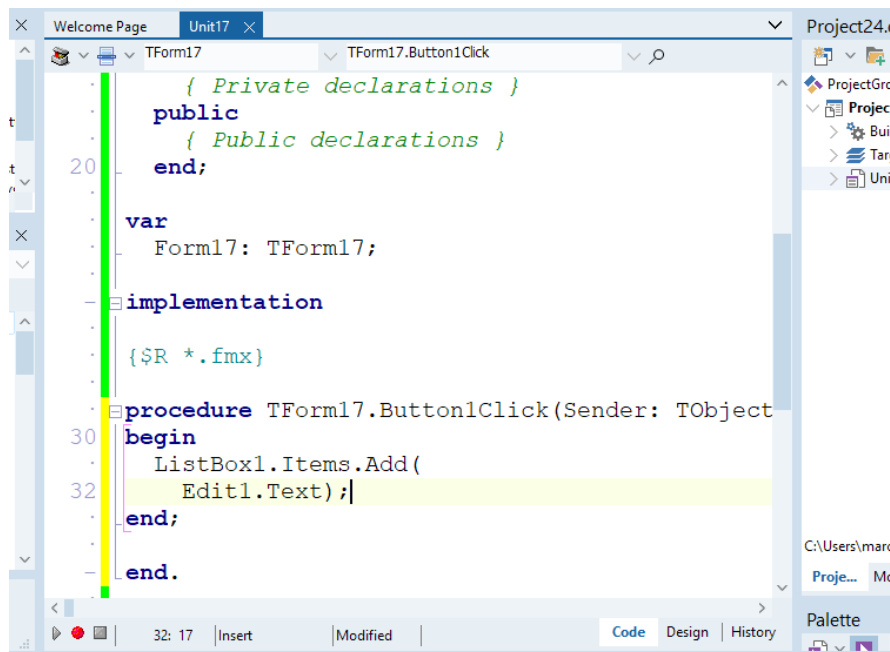 Welcome Page
Unit17
TForm17
TForm17.Button1Click
{ Private declarations }
public
{ Public declarations }
20 end;
var
Form17: TForm17;
implementation
{$R *.fmx}
procedure TForm17.Button1Click(Sender: TObject
30 begin
ListBox1.Items.Add(
32 Edit1.Text);
end;
end.
32: 17 Insert Modified
Code Design History
Project24.
ProjectGro
Projec
Bui
Targ
Uni
C:\Users\marc
Proje... Mo
Palette